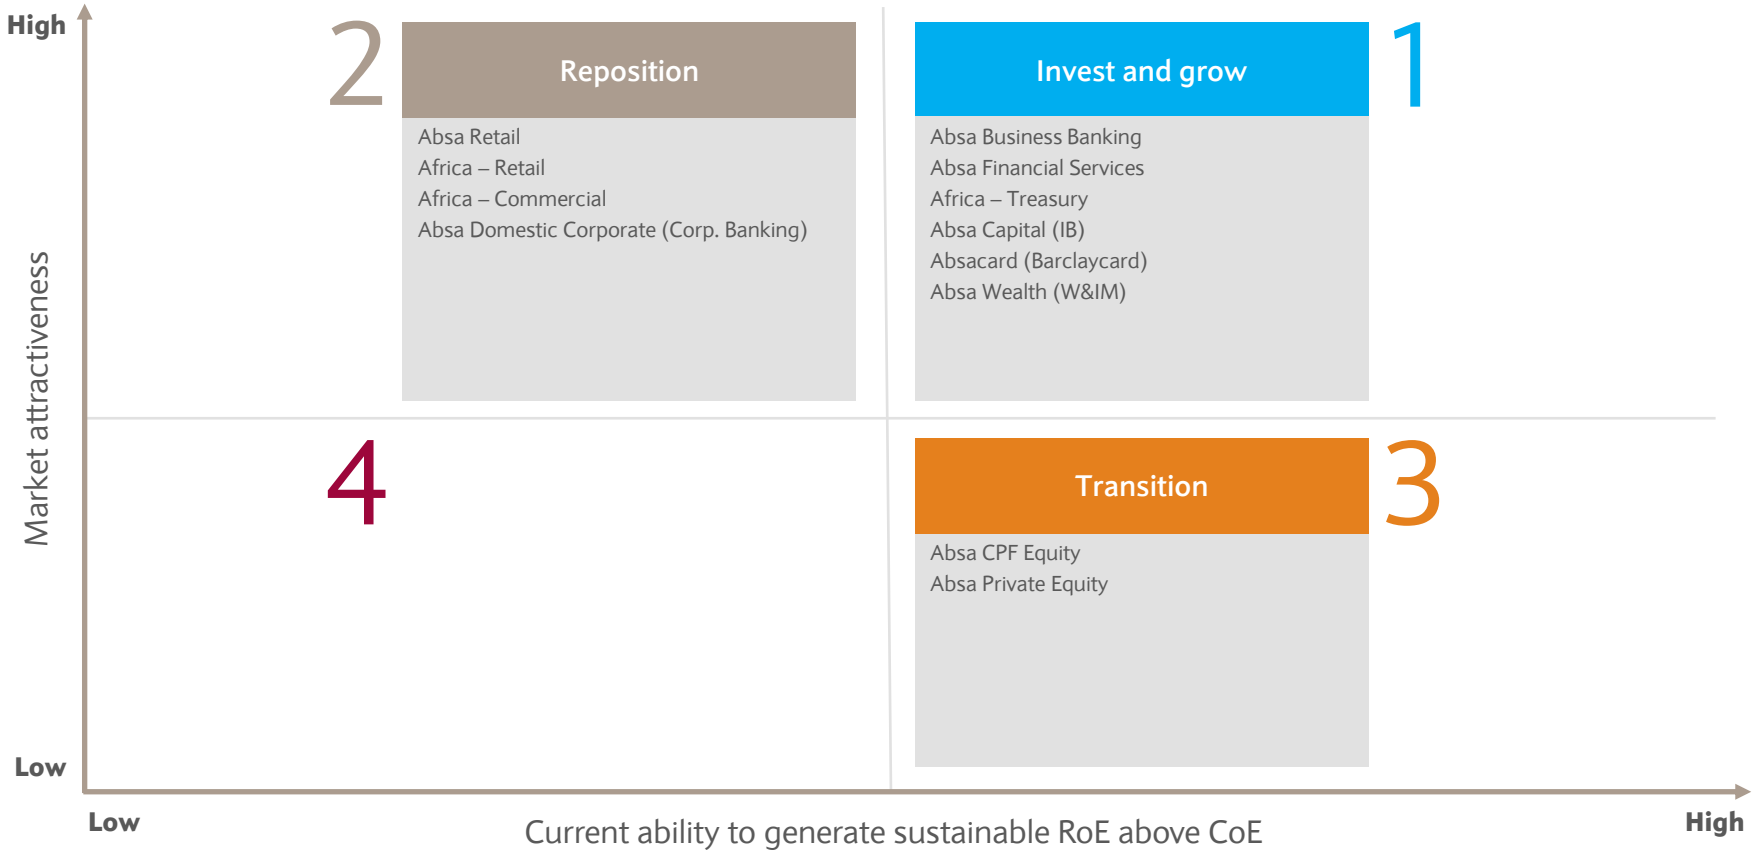 High
2
Reposition
Absa Retail
Africa – Retail
Africa – Commercial
Absa Domestic Corporate (Corp. Banking)
Invest and grow
1
Absa Business Banking
Absa Financial Services
Africa – Treasury
Absa Capital (IB)
Absacard (Barclaycard)
Absa Wealth (W&IM)
Market attractiveness
4
Transition
3
Absa CPF Equity
Absa Private Equity
Low
Low
Current ability to generate sustainable RoE above CoE
High